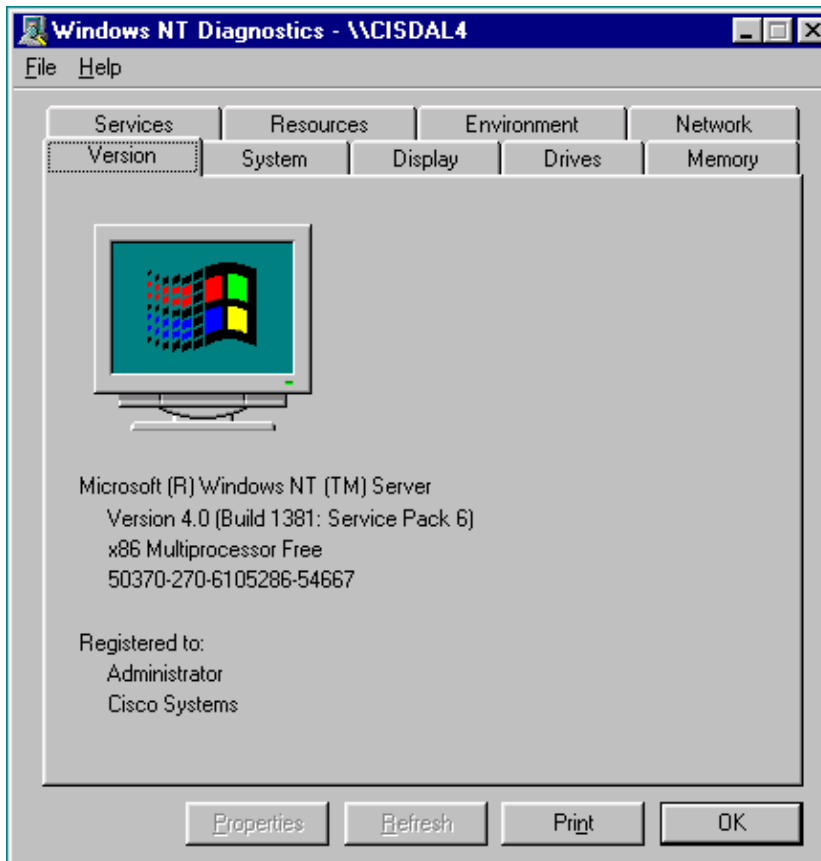 Windows NT Diagnostics - \\CISDAL4
File Help
Services Resources Environment Network
Version System Display Drives Memory
Microsoft (R) Windows NT (TM) Server
Version 4.0 (Build 1381: Service Pack 6)
x86 Multiprocessor Free
50370-270-6105286-54667
Registered to:
Administrator
Cisco Systems
Properties Refresh Print OK